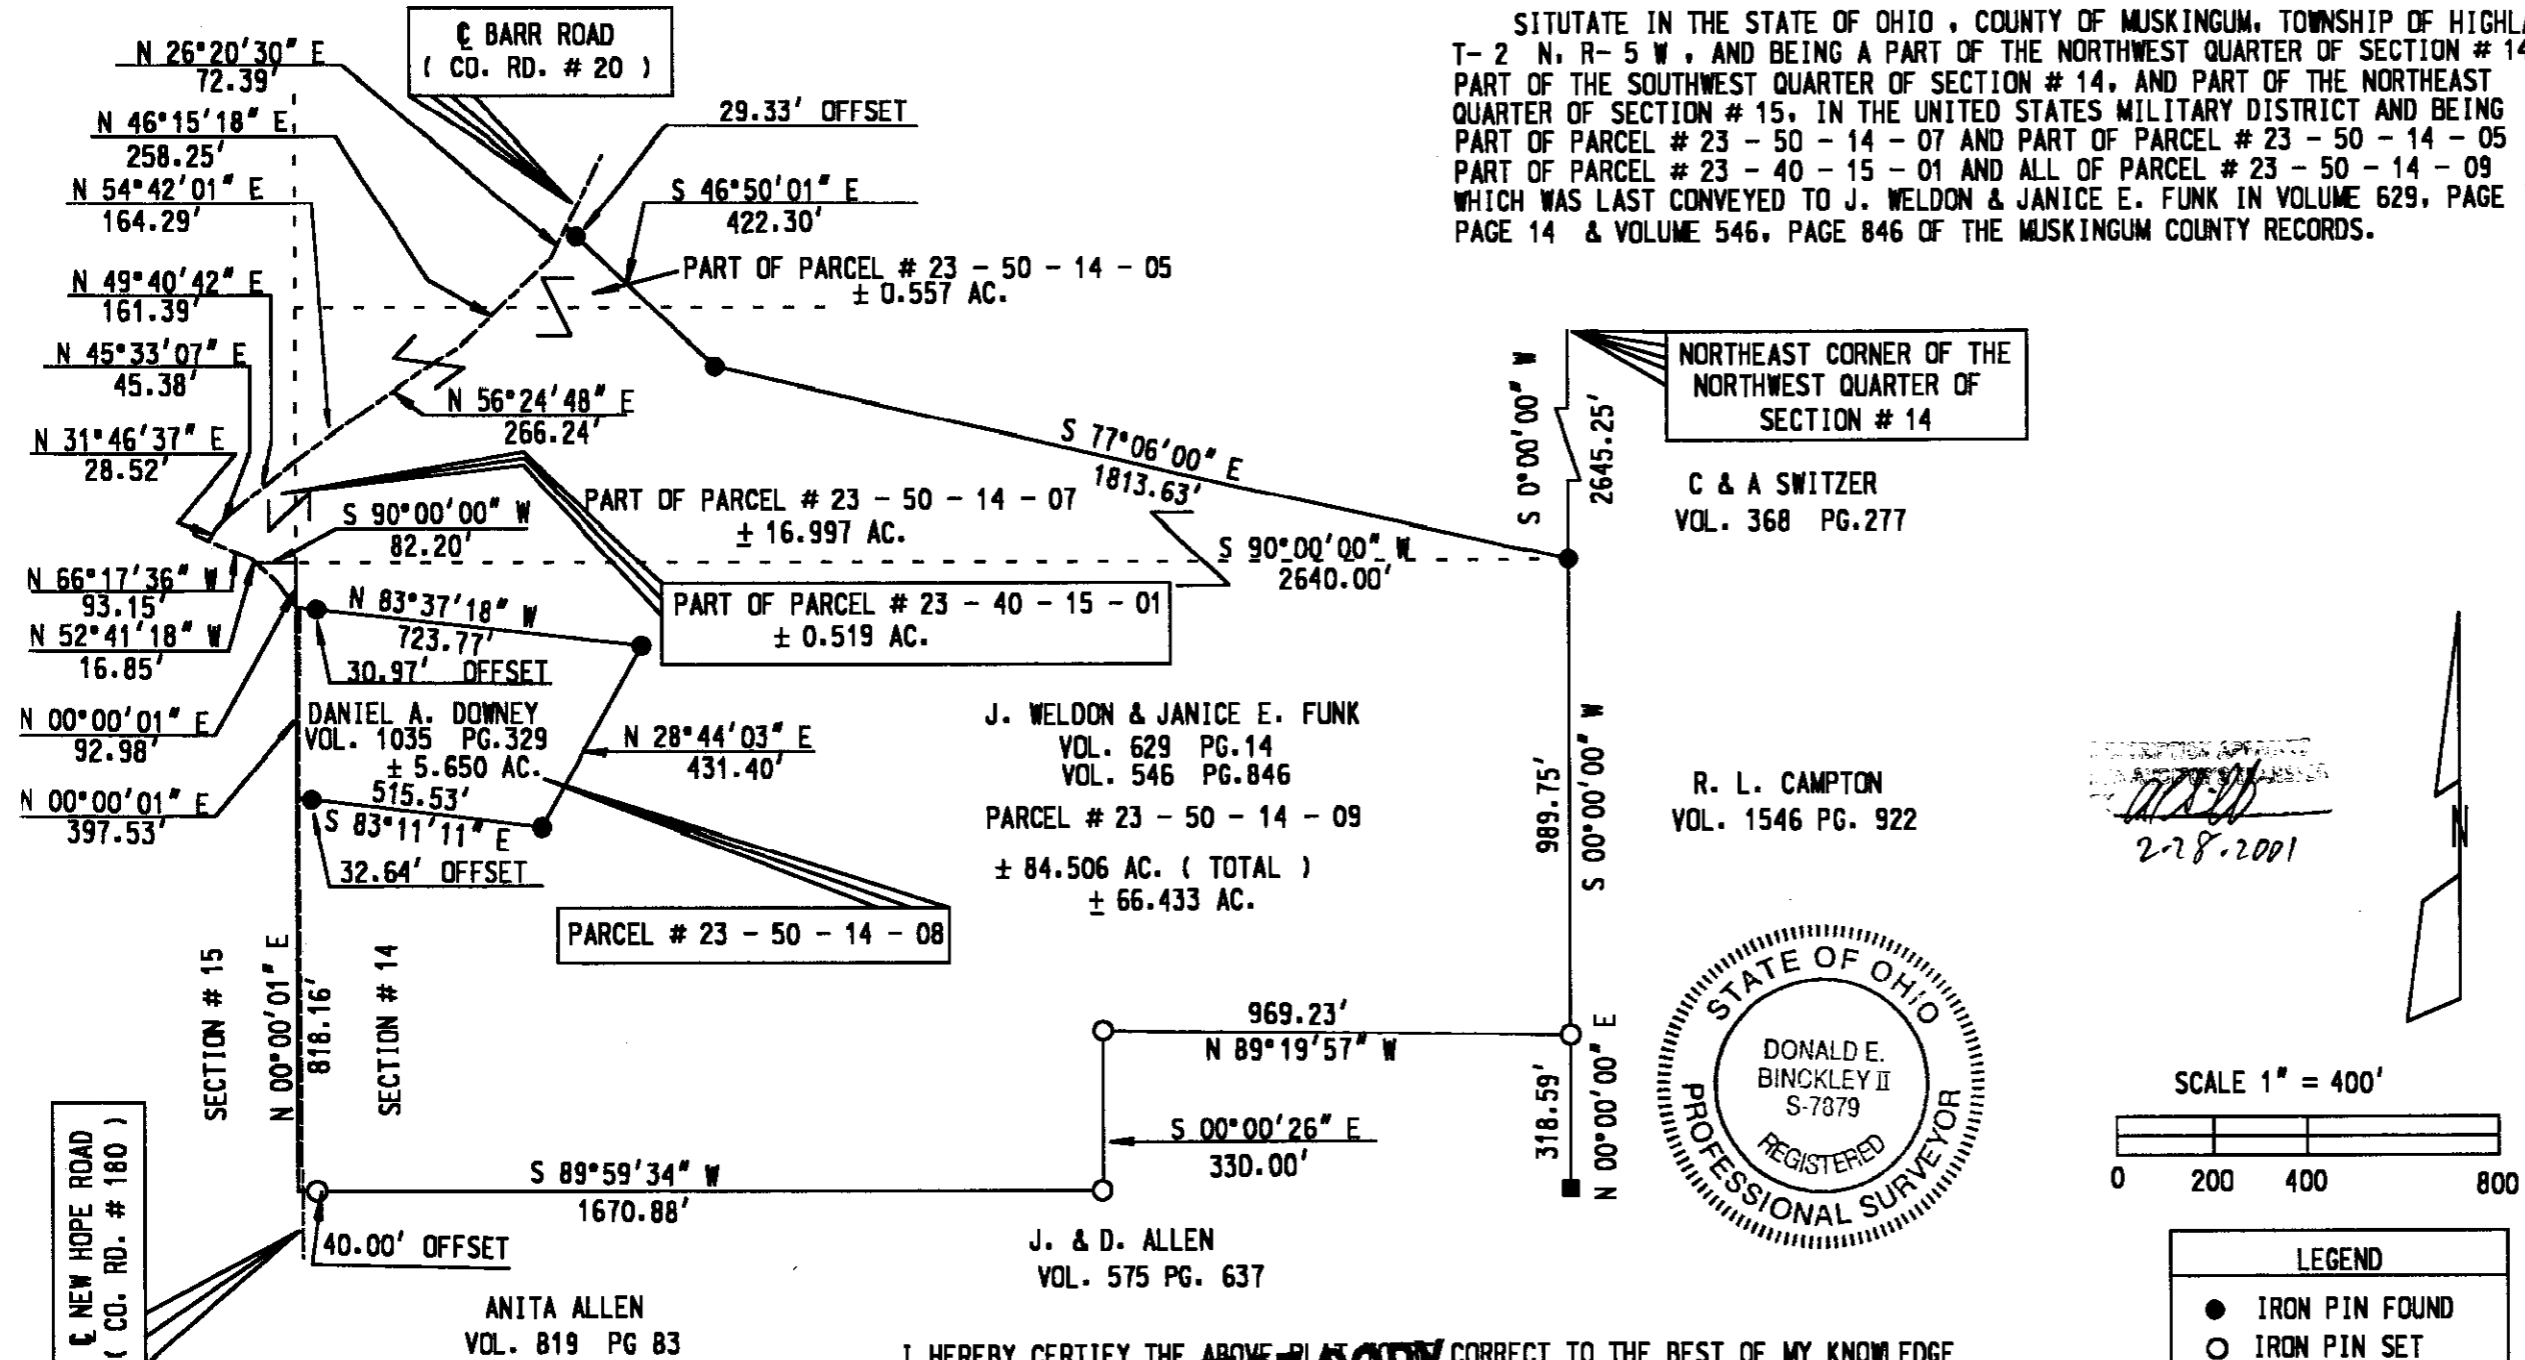 SITUTATE IN THE STATE OF OHIO , COUNTY OF MUSKINGUM, TOWNSHIP OF
T- 2 N, R- 5 W , AND BEING A PART OF THE NORTHWEST QUARTER OF SECTION # 14
PART OF THE SOUTHWEST QUARTER OF SECTION # 14, AND PART OF THE NORTHEAST
QUARTER OF SECTION # 15, IN THE UNITED STATES MILITARY DISTRICT AND BEING
PART OF PARCEL # 23 - 50 - 14 - 07 AND PART OF PARCEL # 23 - 50 - 14 - 05
PART OF PARCEL # 23 - 40 - 15 - 01 AND ALL OF PARCEL # 23 - 50 - 14 - 09
WHICH WAS LAST CONVEYED TO J. WELDON & JANICE E. FUNK IN VOLUME 629, PAGE
PAGE 14 & VOLUME 546, PAGE 846 OF THE MUSKINGUM COUNTY RECORDS.
℄ BARR ROAD
( CO. RD. # 20 )
N 26°20'30" E
72.39'
N 46°15'18" E
258.25'
N 54°42'01" E
164.29'
N 49°40'42" E
161.39'
N 45°33'07" E
45.38'
N 31°46'37" E
28.52'
N 66°17'36" W
93.15'
N 52°41'18" W
16.85'
N 00°00'01" E
92.98'
N 00°00'01" E
397.53'
29.33' OFFSET
S 46°50'01" E
422.30'
PART OF PARCEL # 23 - 50 - 14 - 05
± 0.557 AC.
N 56°24'48" E
266.24'
S 77°06'00" E
1813.63'
PART OF PARCEL # 23 - 50 - 14 - 07
± 16.997 AC.
S 90°00'00" W
82.20'
S 90°00'00" W
2640.00'
PART OF PARCEL # 23 - 40 - 15 - 01
± 0.519 AC.
N 83°37'18" W
723.77'
30.97' OFFSET
DANIEL A. DOWNEY
VOL. 1035 PG.329
± 5.650 AC.
515.53'
S 83°11'11" E
32.64' OFFSET
N 28°44'03" E
431.40'
PARCEL # 23 - 50 - 14 - 08
J. WELDON & JANICE E. FUNK
VOL. 629 PG.14
VOL. 546 PG.846
PARCEL # 23 - 50 - 14 - 09
± 84.506 AC. ( TOTAL )
± 66.433 AC.
NORTHEAST CORNER OF THE
NORTHWEST QUARTER OF
SECTION # 14
S 0°00'00" W
2645.25'
C & A SWITZER
VOL. 368 PG.277
989.75'
S 00°00'00" W
R. L. CAMPTON
VOL. 1546 PG. 922
2-28-2001
N
969.23'
N 89°19'57" W
318.59'
N 00°00'00" E
S 00°00'26" E
330.00'
S 89°59'34" W
1670.88'
40.00' OFFSET
SECTION # 15
N 00°00'01" E
818.16'
SECTION # 14
℄ NEW HOPE ROAD
( CO. RD. # 180 )
J. & D. ALLEN
VOL. 575 PG. 637
ANITA ALLEN
VOL. 819 PG 83
STATE OF OHIO
DONALD E.
BINCKLEY II
S-7879
REGISTERED
PROFESSIONAL SURVEYOR
SCALE 1" = 400'
0 200 400 800
LEGEND
IRON PIN FOUND
IRON PIN SET
I HEREBY CERTIFY THE ABOVE PLAT CORRECT TO THE BEST OF MY KNOWLEDGE